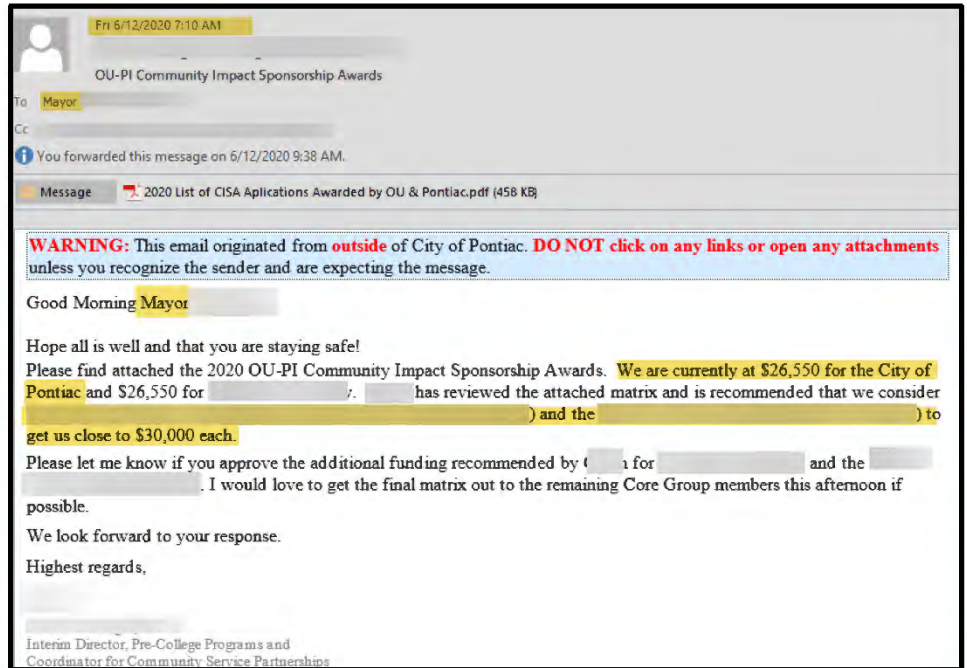 Fri 6/12/2020 7:10 AM
OU-PI Community Impact Sponsorship Awards
To Mayor
Cc
You forwarded this message on 6/12/2020 9:38 AM.
Message 2020 List of CISA Aplications Awarded by OU & Pontiac.pdf (458 KB)
WARNING: This email originated from outside of City of Pontiac. DO NOT click on any links or open any attachments
unless you recognize the sender and are expecting the message.
Good Morning Mayor
Hope all is well and that you are staying safe!
Please find attached the 2020 OU-PI Community Impact Sponsorship Awards. We are currently at $26,550 for the City of
Pontiac and $26,550 for has reviewed the attached matrix and is recommended that we consider
) and the ) to
get us close to $30,000 each.
Please let me know if you approve the additional funding recommended by for and the
. I would love to get the final matrix out to the remaining Core Group members this afternoon if
possible.
We look forward to your response.
Highest regards,
Interim Director, Pre-College Programs and
Coordinator for Community Service Partnerships